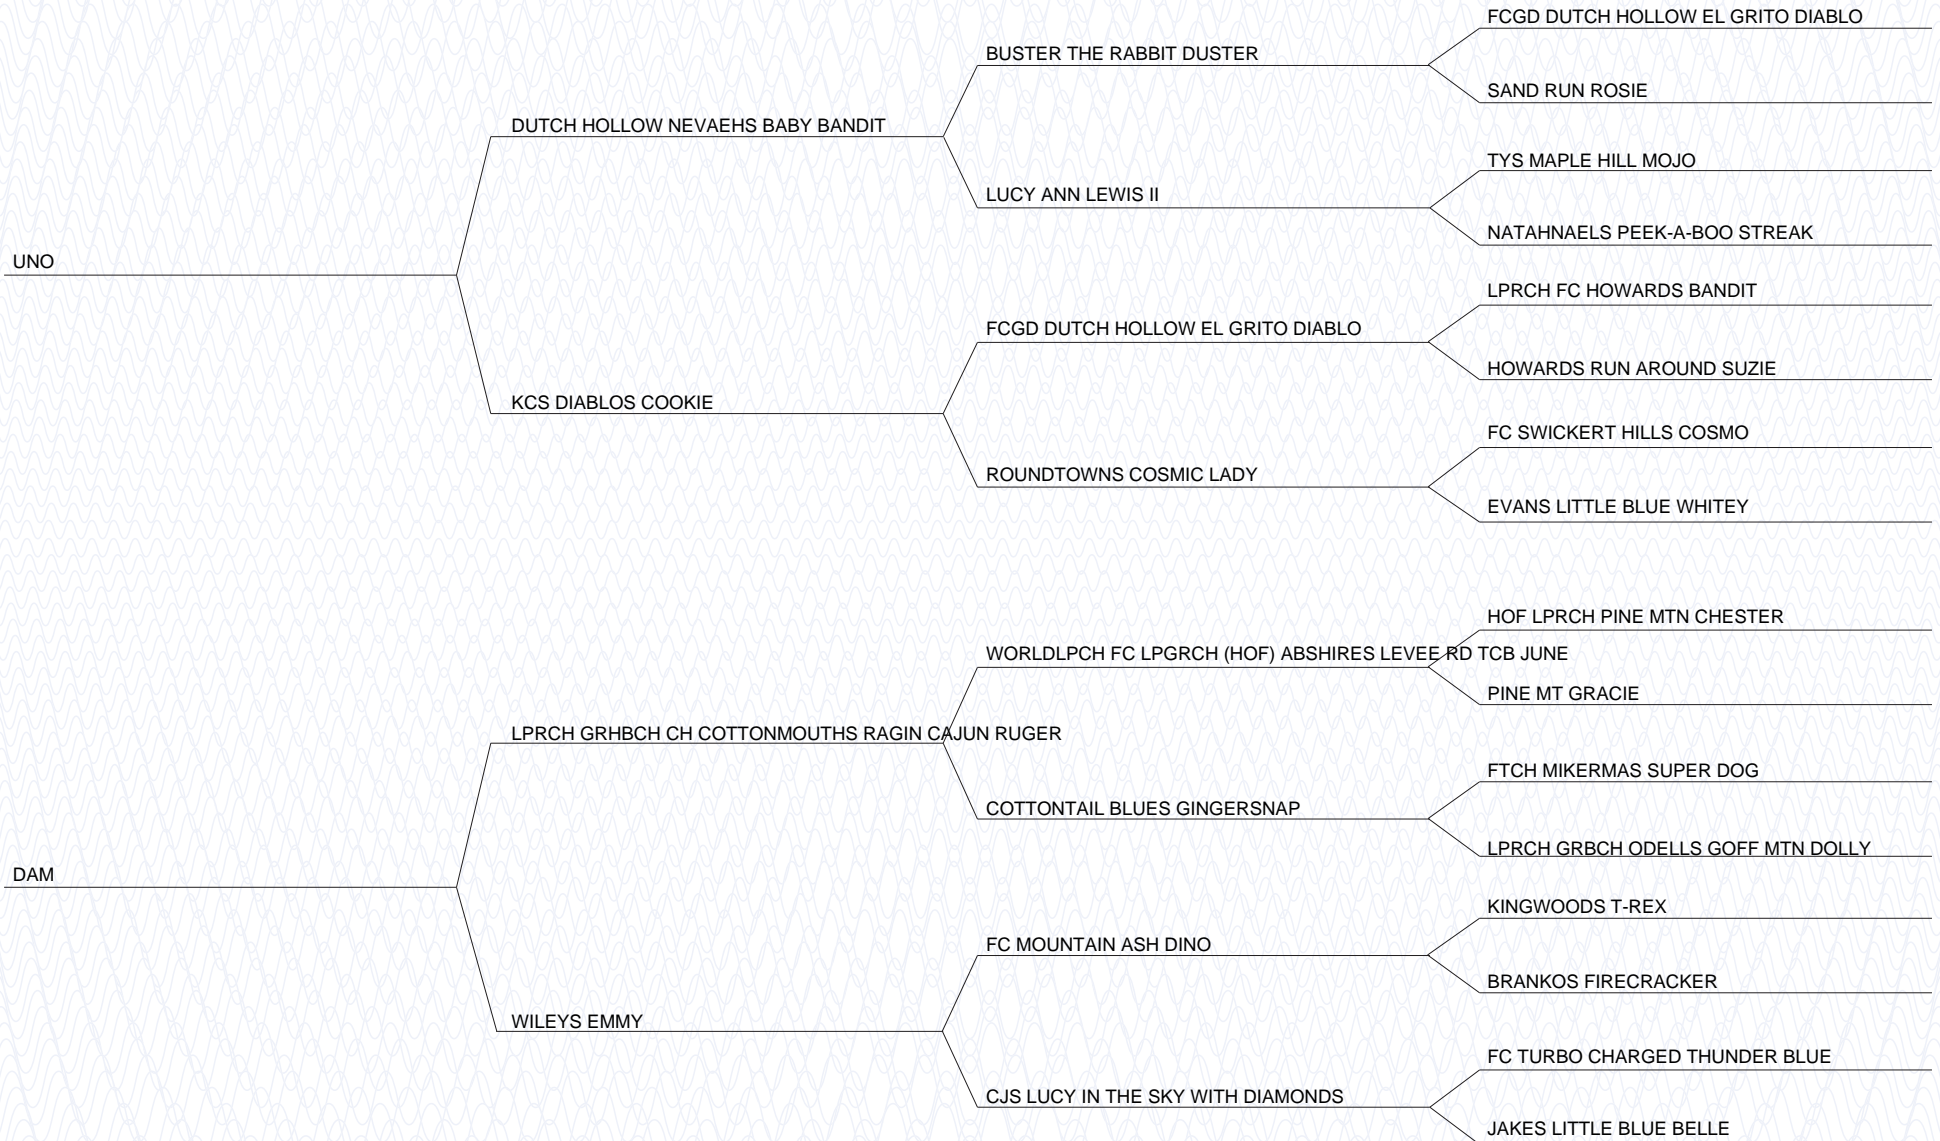 FCGD DUTCH HOLLOW EL GRITO DIABLO
BUSTER THE RABBIT DUSTER
SAND RUN ROSIE
DUTCH HOLLOW NEVAEHS BABY BANDIT
TYS MAPLE HILL MOJO
LUCY ANN LEWIS II
NATAHNAELS PEEK-A-BOO STREAK
UNO
LPRCH FC HOWARDS BANDIT
FCGD DUTCH HOLLOW EL GRITO DIABLO
HOWARDS RUN AROUND SUZIE
KCS DIABLOS COOKIE
FC SWICKERT HILLS COSMO
ROUNDTOWNS COSMIC LADY
EVANS LITTLE BLUE WHITEY
HOF LPRCH PINE MTN CHESTER
WORLDLPCH FC LPGRCH (HOF) ABSHIRES LEVEE RD TCB JUNE
PINE MT GRACIE
LPRCH GRHBCH CH COTTONMOUTHS RAGIN CAJUN RUGER
FTCH MIKERMAS SUPER DOG
COTTONTAIL BLUES GINGERSNAP
LPRCH GRBCH ODELLS GOFF MTN DOLLY
DAM
KINGWOODS T-REX
FC MOUNTAIN ASH DINO
BRANKOS FIRECRACKER
WILEYS EMMY
FC TURBO CHARGED THUNDER BLUE
CJS LUCY IN THE SKY WITH DIAMONDS
JAKES LITTLE BLUE BELLE